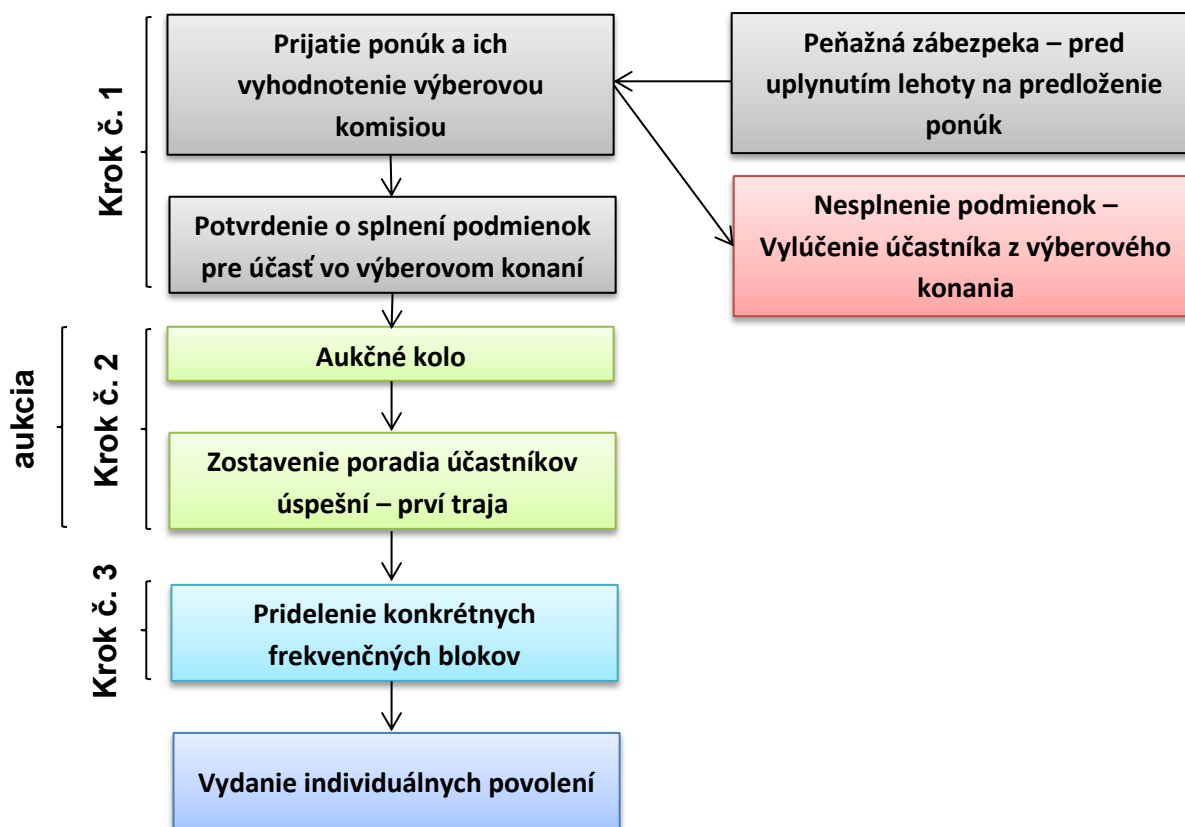 Krok č. 1
Prijatie ponúk a ich
vyhodnotenie výberovou
komisiou
Peňažná zábezpeka – pred
uplynutím lehoty na predloženie
ponúk
Nesplnenie podmienok –
Vylúčenie účastníka z výberového
konania
Potvrdenie o splnení podmienok
pre účasť vo výberovom konaní
aukcia
Krok č. 2
Aukčné kolo
Zostavenie poradia účastníkov
úspešní – prví traja
Krok č. 3
Pridelenie konkrétnych
frekvenčných blokov
Vydanie individuálnych povolení